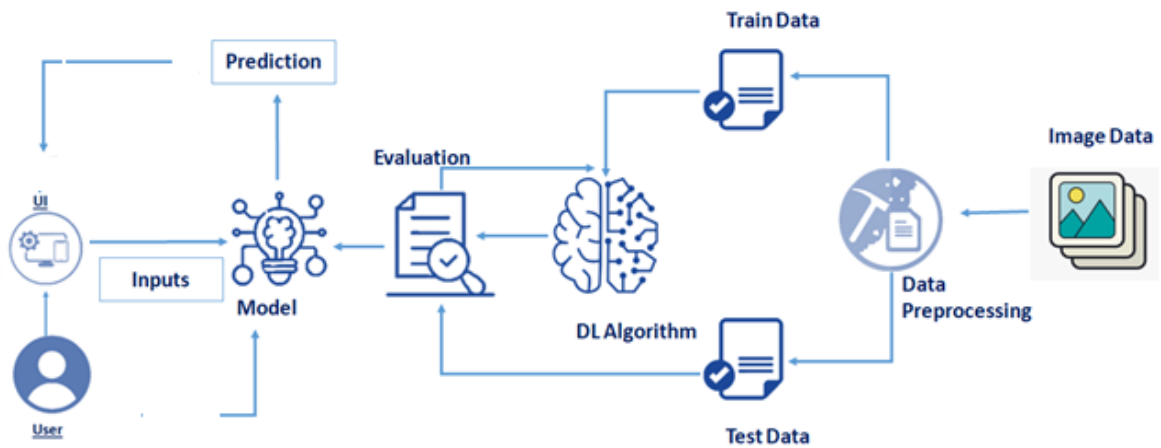 Train Data
Prediction
Image Data
Evaluation
UI
Inputs
Model
Data
Preprocessing
DL Algorithm
User
Test Data